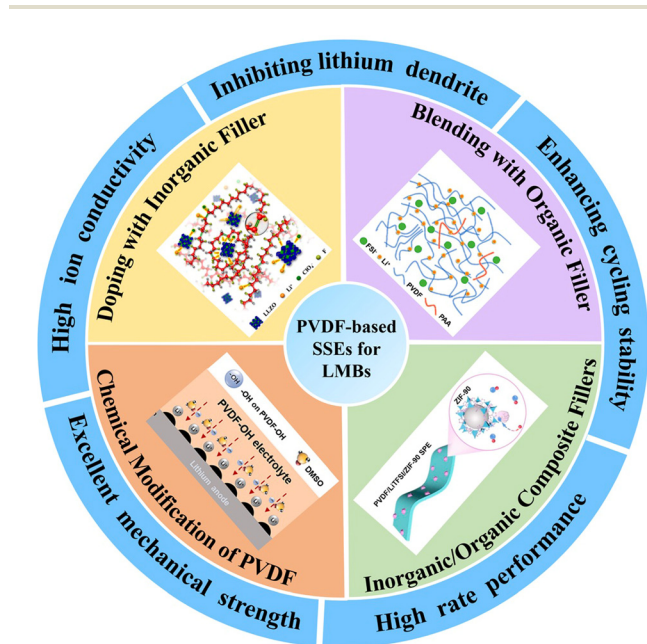 Inhibiting lithium dendrite
Enhancing cycling stability
High rate performance
Excellent mechanical strength
High ion conductivity
Doping with Inorganic Filler
LLZO
Li⁺
ClO₄
F
Blending with Organic Filler
FSI⁻
Li⁺
PVDF
PAA
PVDF-based
SSEs for
LMBs
Chemical Modification of PVDF
-OH
-OH on PVDF-OH
PVDF-OH electrolyte
DMSO
Lithium anode
Inorganic/Organic Composite Fillers
ZIF-90
PVDF/LiTFSI/ZIF-90 SPE